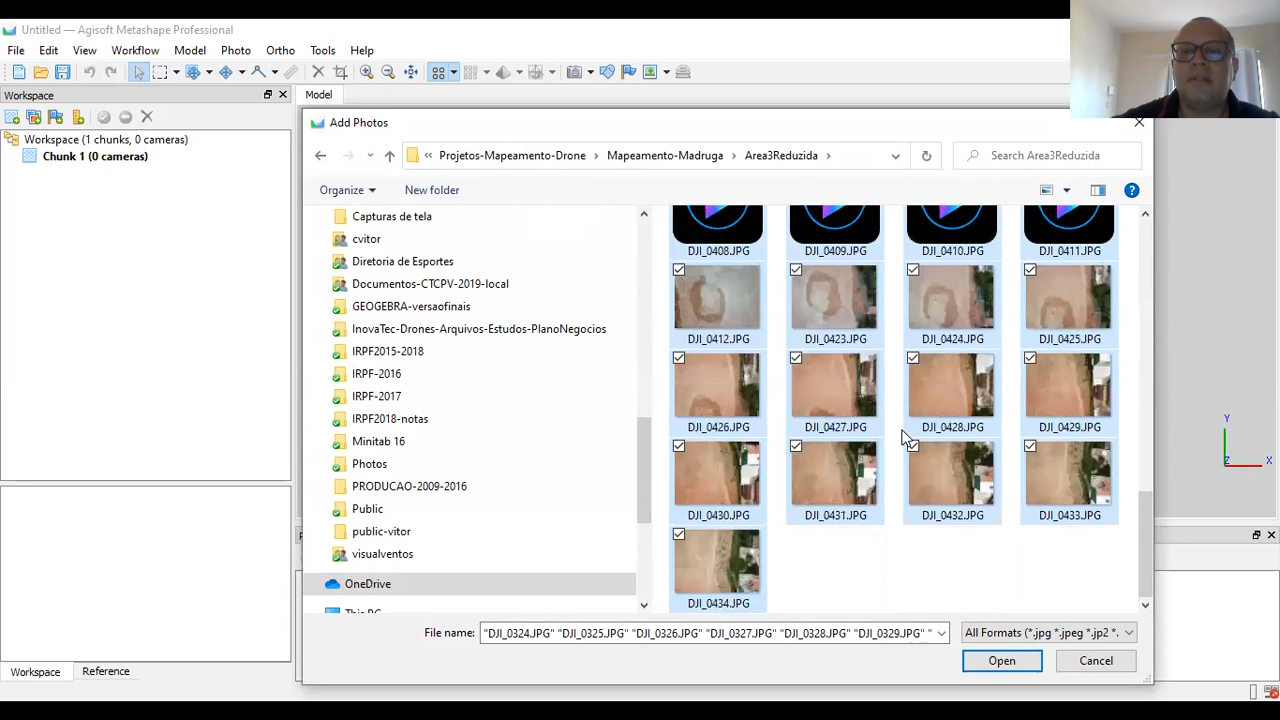 Untitled — Agisoft Metashape Professional
File Edit View Workflow Model Photo Ortho Tools Help
Workspace
Model
Workspace (1 chunks, 0 cameras)
Chunk 1 (0 cameras)
Add Photos
« Projetos-Mapeamento-Drone › Mapeamento-Madruga › Area3Reduzida ›
Search Area3Reduzida
Organize New folder
Capturas de tela
cvitor
Diretoria de Esportes
Documentos-CTCPV-2019-local
GEOGEBRA-versaofinais
InovaTec-Drones-Arquivos-Estudos-PlanoNegocios
IRPF2015-2018
IRPF-2016
IRPF-2017
IRPF2018-notas
Minitab 16
Photos
PRODUCAO-2009-2016
Public
public-vitor
visualventos
OneDrive
This PC
DJI_0408.JPG DJI_0409.JPG DJI_0410.JPG DJI_0411.JPG
DJI_0412.JPG DJI_0423.JPG DJI_0424.JPG DJI_0425.JPG
DJI_0426.JPG DJI_0427.JPG DJI_0428.JPG DJI_0429.JPG
DJI_0430.JPG DJI_0431.JPG DJI_0432.JPG DJI_0433.JPG
DJI_0434.JPG
File name: "DJI_0324.JPG" "DJI_0325.JPG" "DJI_0326.JPG" "DJI_0327.JPG" "DJI_0328.JPG" "DJI_0329.JPG" "
All Formats (*.jpg *.jpeg *.jp2 *.
Open Cancel
Y
Z X
Workspace Reference